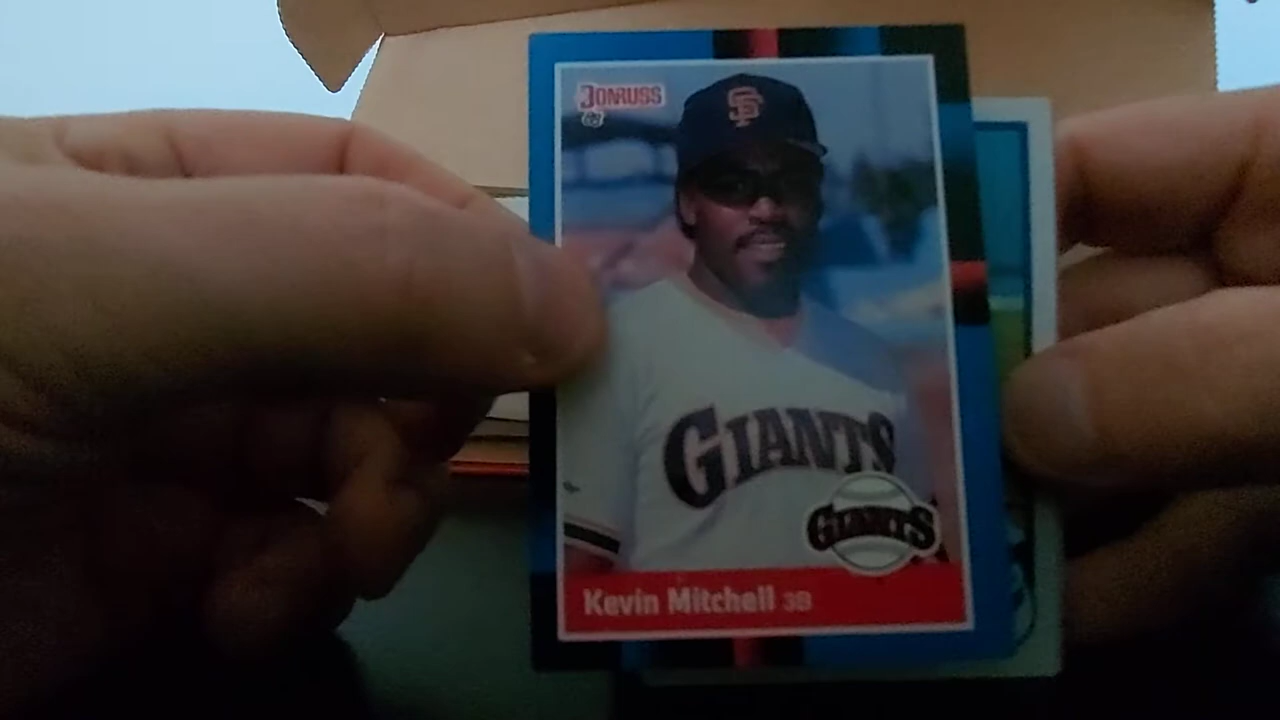 DONRUSS
SF
GIANTS
GIANTS
Kevin Mitchell 3B